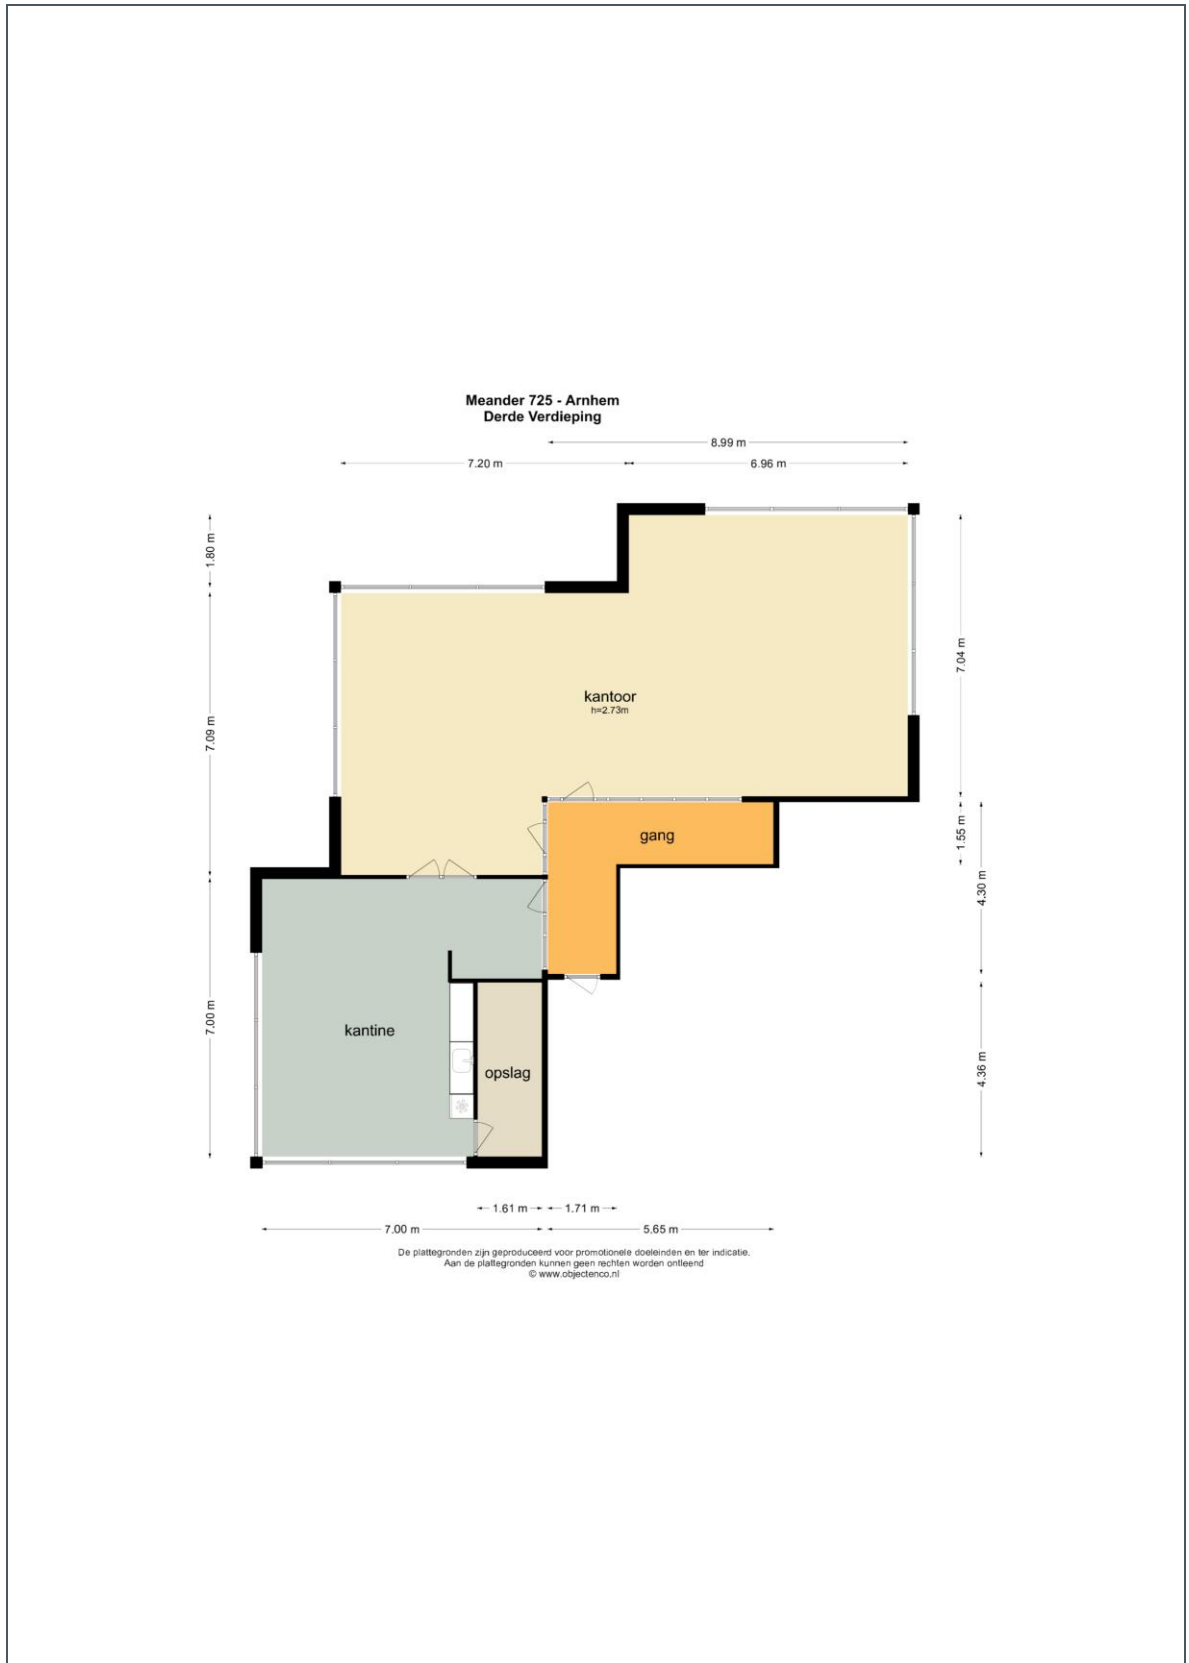 Meander 725 - Arnhem
Derde Verdieping
8.99 m
7.20 m
6.96 m
1.80 m
7.09 m
7.04 m
kantoor
h=2.73m
gang
1.55 m
4.30 m
7.00 m
kantine
opslag
4.36 m
1.61 m
1.71 m
7.00 m
5.65 m
De plattegronden zijn geproduceerd voor promotionele doeleinden en ter indicatie.
Aan de plattegronden kunnen geen rechten worden ontleend
© www.objectenco.nl